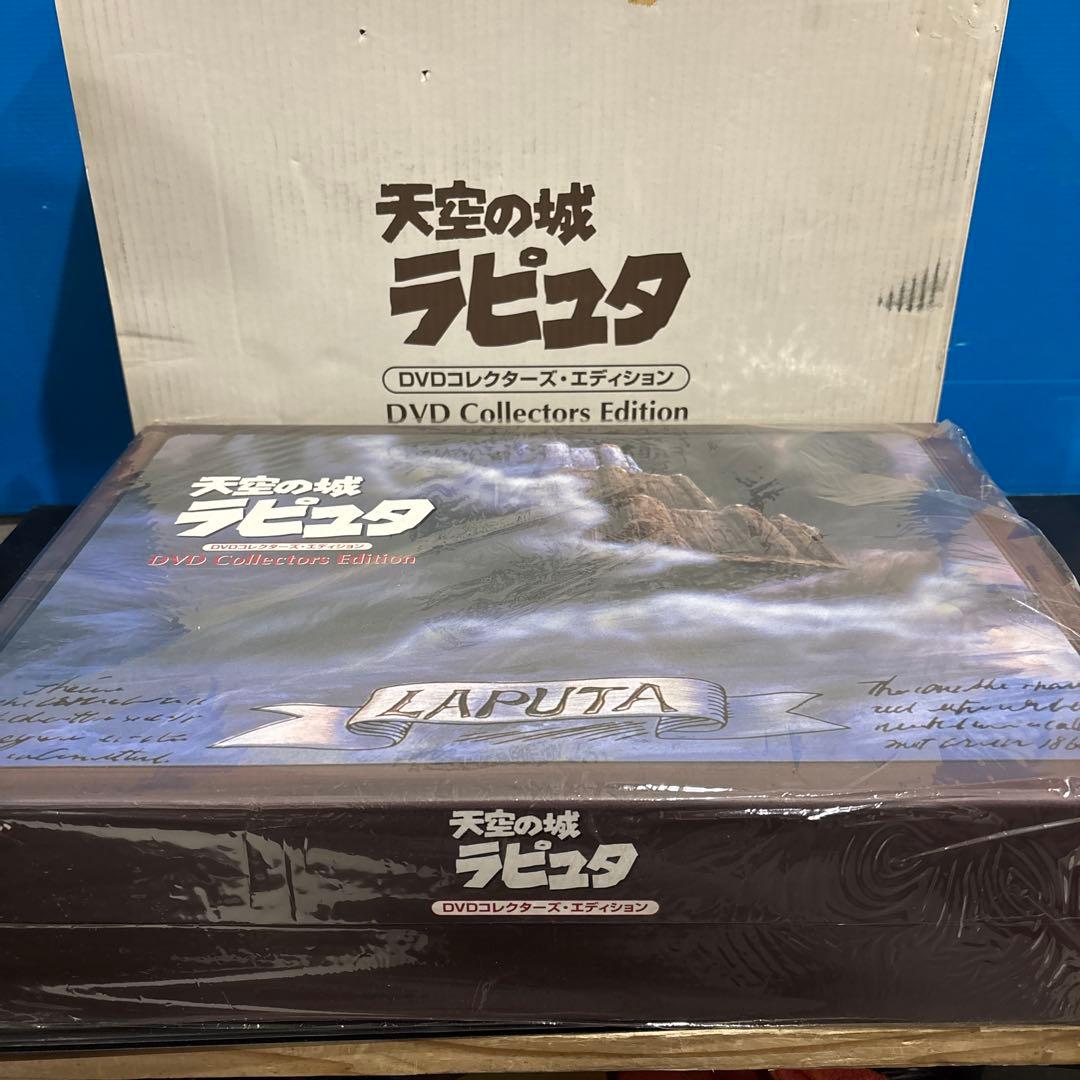 天空の城
ラピュタ
DVDコレクターズ・エディション
DVD Collectors Edition
天空の城
ラピュタ
DVDコレクターズ・エディション
DVD Collectors Edition
LAPUTA
天空の城
ラピュタ
DVDコレクターズ・エディション